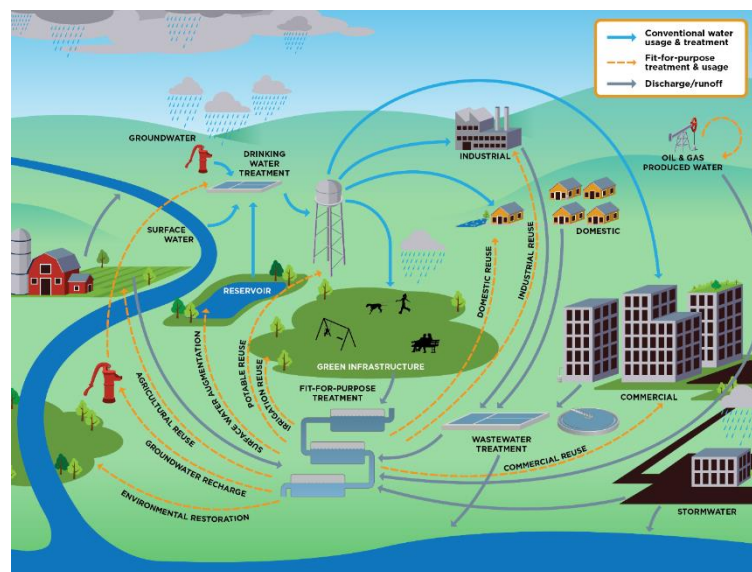 Conventional water
usage & treatment
Fit-for-purpose
treatment & usage
Discharge/runoff
GROUNDWATER
DRINKING
WATER
TREATMENT
INDUSTRIAL
OIL & GAS
PRODUCED WATER
SURFACE
WATER
DOMESTIC
RESERVOIR
DOMESTIC REUSE
INDUSTRIAL REUSE
GREEN INFRASTRUCTURE
FIT-FOR-PURPOSE
TREATMENT
COMMERCIAL
WASTEWATER
TREATMENT
COMMERCIAL REUSE
STORMWATER
IRRIGATION REUSE
POTABLE REUSE
SURFACE WATER AUGMENTATION
AGRICULTURAL REUSE
GROUNDWATER RECHARGE
ENVIRONMENTAL RESTORATION